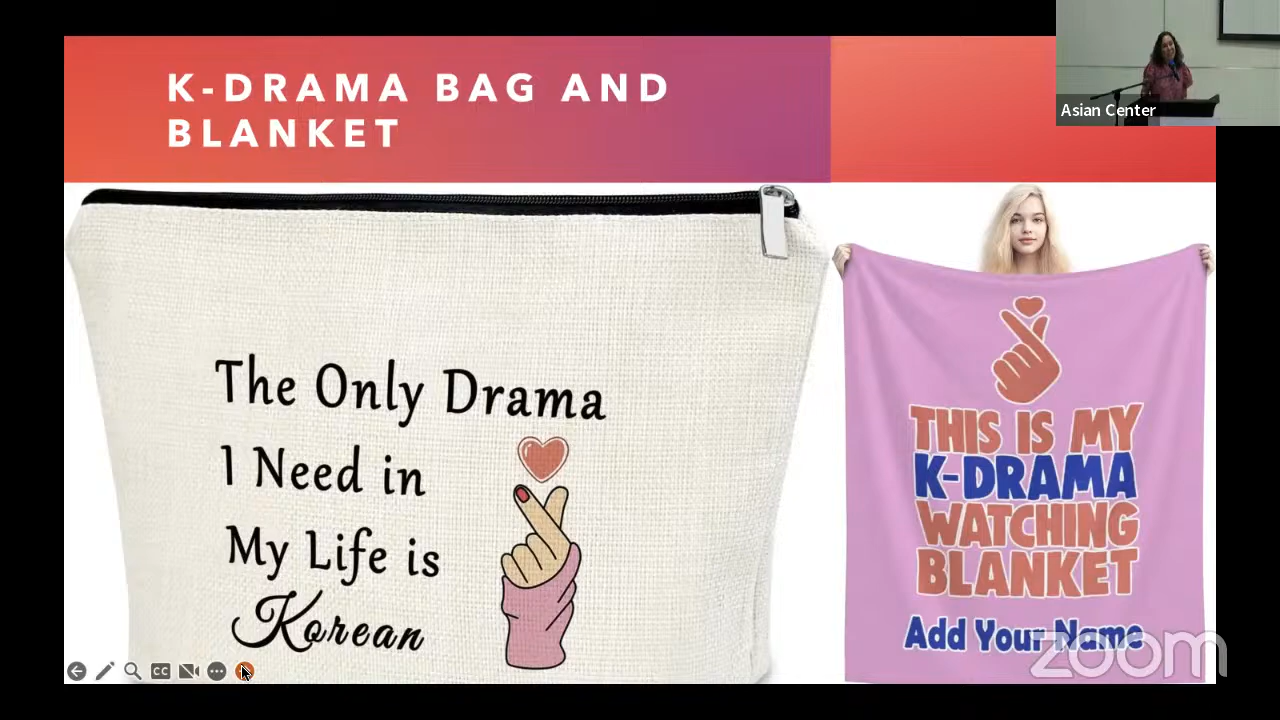 K-DRAMA BAG AND
BLANKET
Asian Center
The Only Drama
I Need in
My Life is
Korean
THIS IS MY
K-DRAMA
WATCHING
BLANKET
Add Your Name
zoom
CC